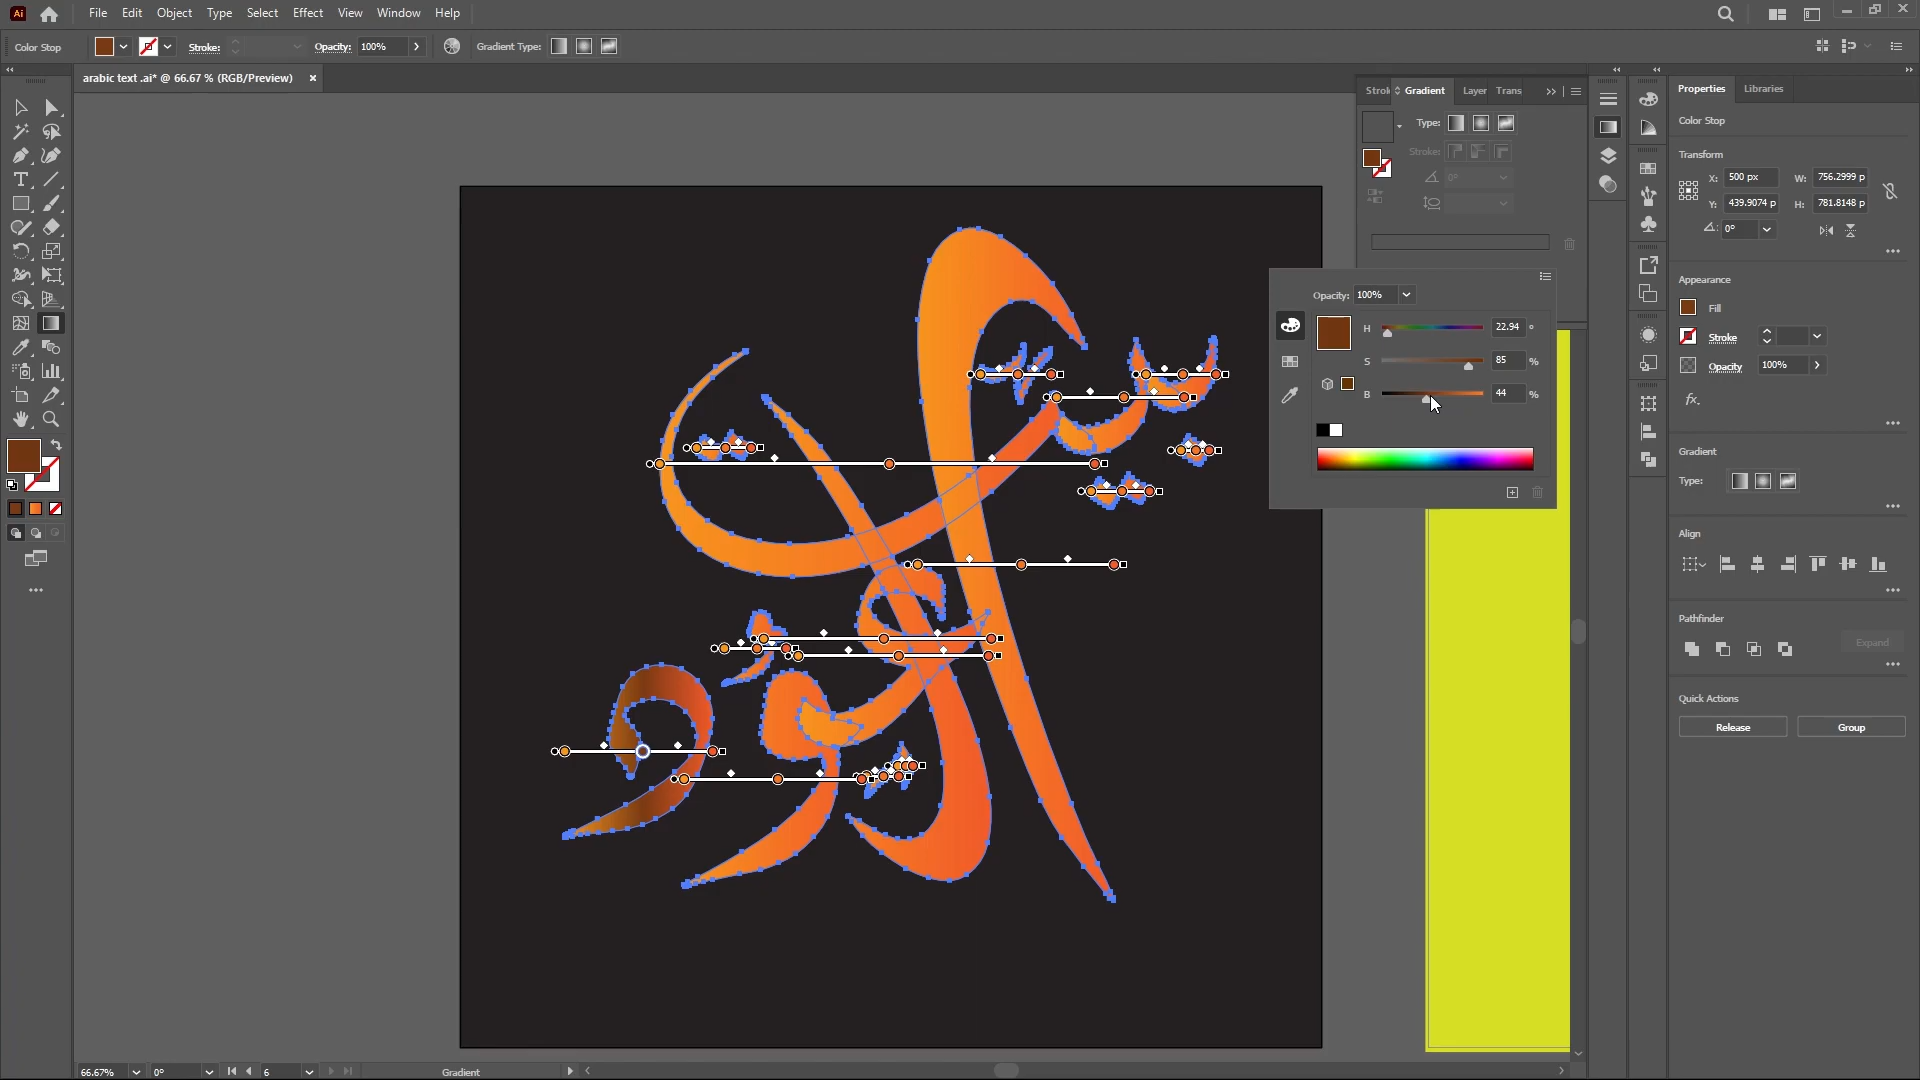 File Edit Object Type Select Effect View Window Help
Color Stop Stroke: Opacity: 100% Gradient Type:
arabic text .ai* @ 66.67 % (RGB/Preview)
Strok Gradient Layer Trans
Type:
Stroke:
0°
Opacity: 100%
H 22.94 °
S 85 %
B 44 %
Properties Libraries
Color Stop
Transform
X: 500 px W: 756.2999 p
Y: 439.9074 p H: 781.8148 p
0°
Appearance
Fill
Stroke
Opacity 100%
fx.
Gradient
Type:
Align
Pathfinder
Expand
Quick Actions
Release Group
66.67% 0° 6 Gradient